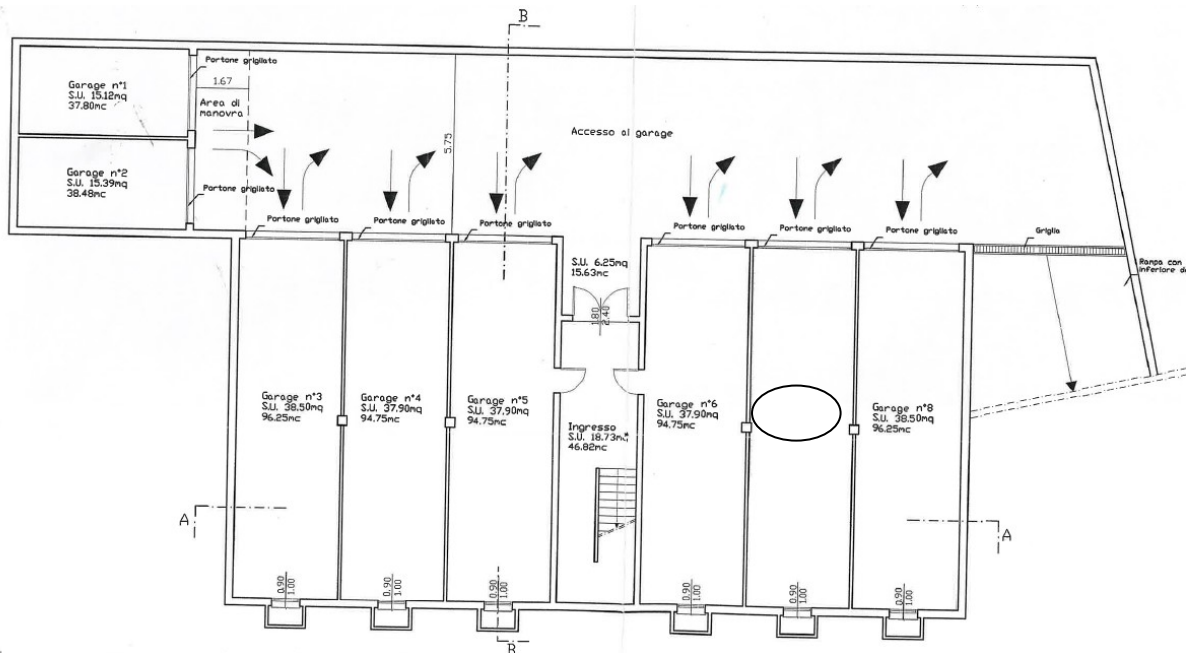 B
Portone grigliato
Garage n°1
S.U. 15.12mq
37.80mc
1.67
Area di
manovra
5.75
Accesso al garage
Garage n°2
S.U. 15.39mq
38.48mc
Portone grigliato
Portone grigliato
Portone grigliato
Portone grigliato
Portone grigliato
Portone grigliato
Portone grigliato
Griglia
S.U. 6.25mq
15.63mc
Rampa con
inferiore de
1.80
2.40
Garage n°3
S.U. 38.50mq
96.25mc
Garage n°4
S.U. 37.90mq
94.75mc
Garage n°5
S.U. 37.90mq
94.75mc
Ingresso
S.U. 18.73m
46.82mc
Garage n°6
S.U. 37.90mq
94.75mc
Garage n°8
S.U. 38.50mq
96.25mc
A
A
0.90
1.00
0.90
1.00
0.90
1.00
0.90
1.00
0.90
1.00
0.90
1.00
B